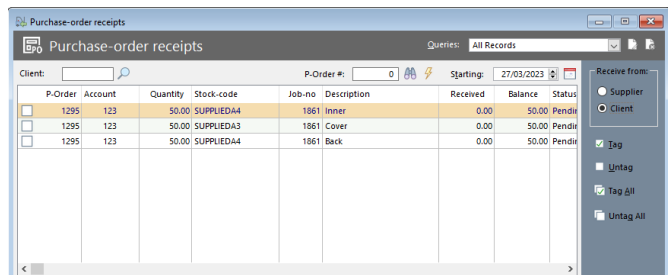 Purchase-order receipts
Purchase-order receipts Queries: All Records
Client: P-Order #: 0 Starting: 27/03/2023 Receive from:
Supplier
Client
P-Order Account Quantity Stock-code Job-no Description Received Balance Status
1295 123 50.00 SUPPLIEDA4 1861 Inner 0.00 50.00 Pendin
1295 123 50.00 SUPPLIEDA3 1861 Cover 0.00 50.00 Pendin
1295 123 50.00 SUPPLIEDA4 1861 Back 0.00 50.00 Pendin
Tag
Untag
Tag All
Untag All